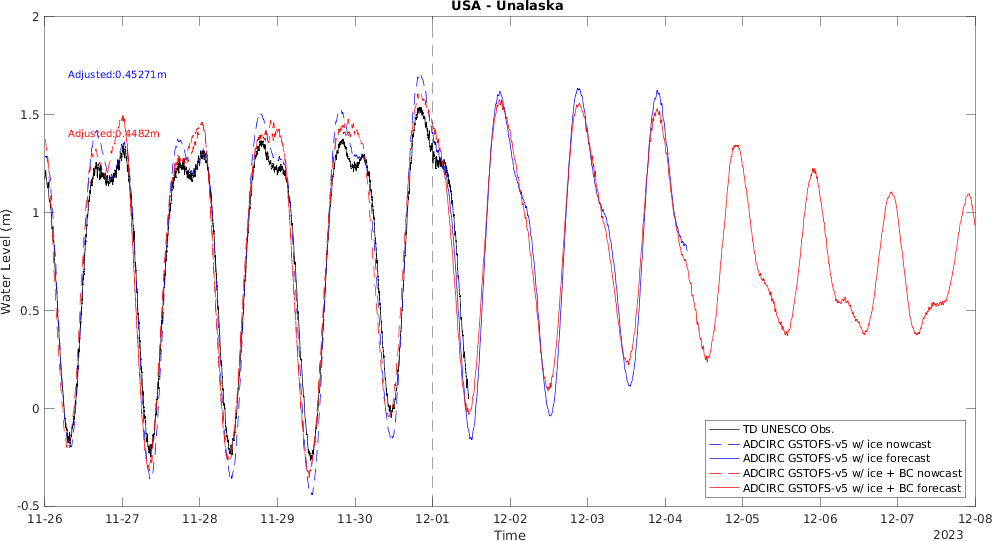 USA - Unalaska
2
1.5
1
0.5
0
-0.5
Water Level (m)
Adjusted:0.45271m
Adjusted:0.4482m
TD UNESCO Obs.
ADCIRC GSTOFS-v5 w/ ice nowcast
ADCIRC GSTOFS-v5 w/ ice forecast
ADCIRC GSTOFS-v5 w/ ice + BC nowcast
ADCIRC GSTOFS-v5 w/ ice + BC forecast
11-26 11-27 11-28 11-29 11-30 12-01 12-02 12-03 12-04 12-05 12-06 12-07 12-08
Time
2023